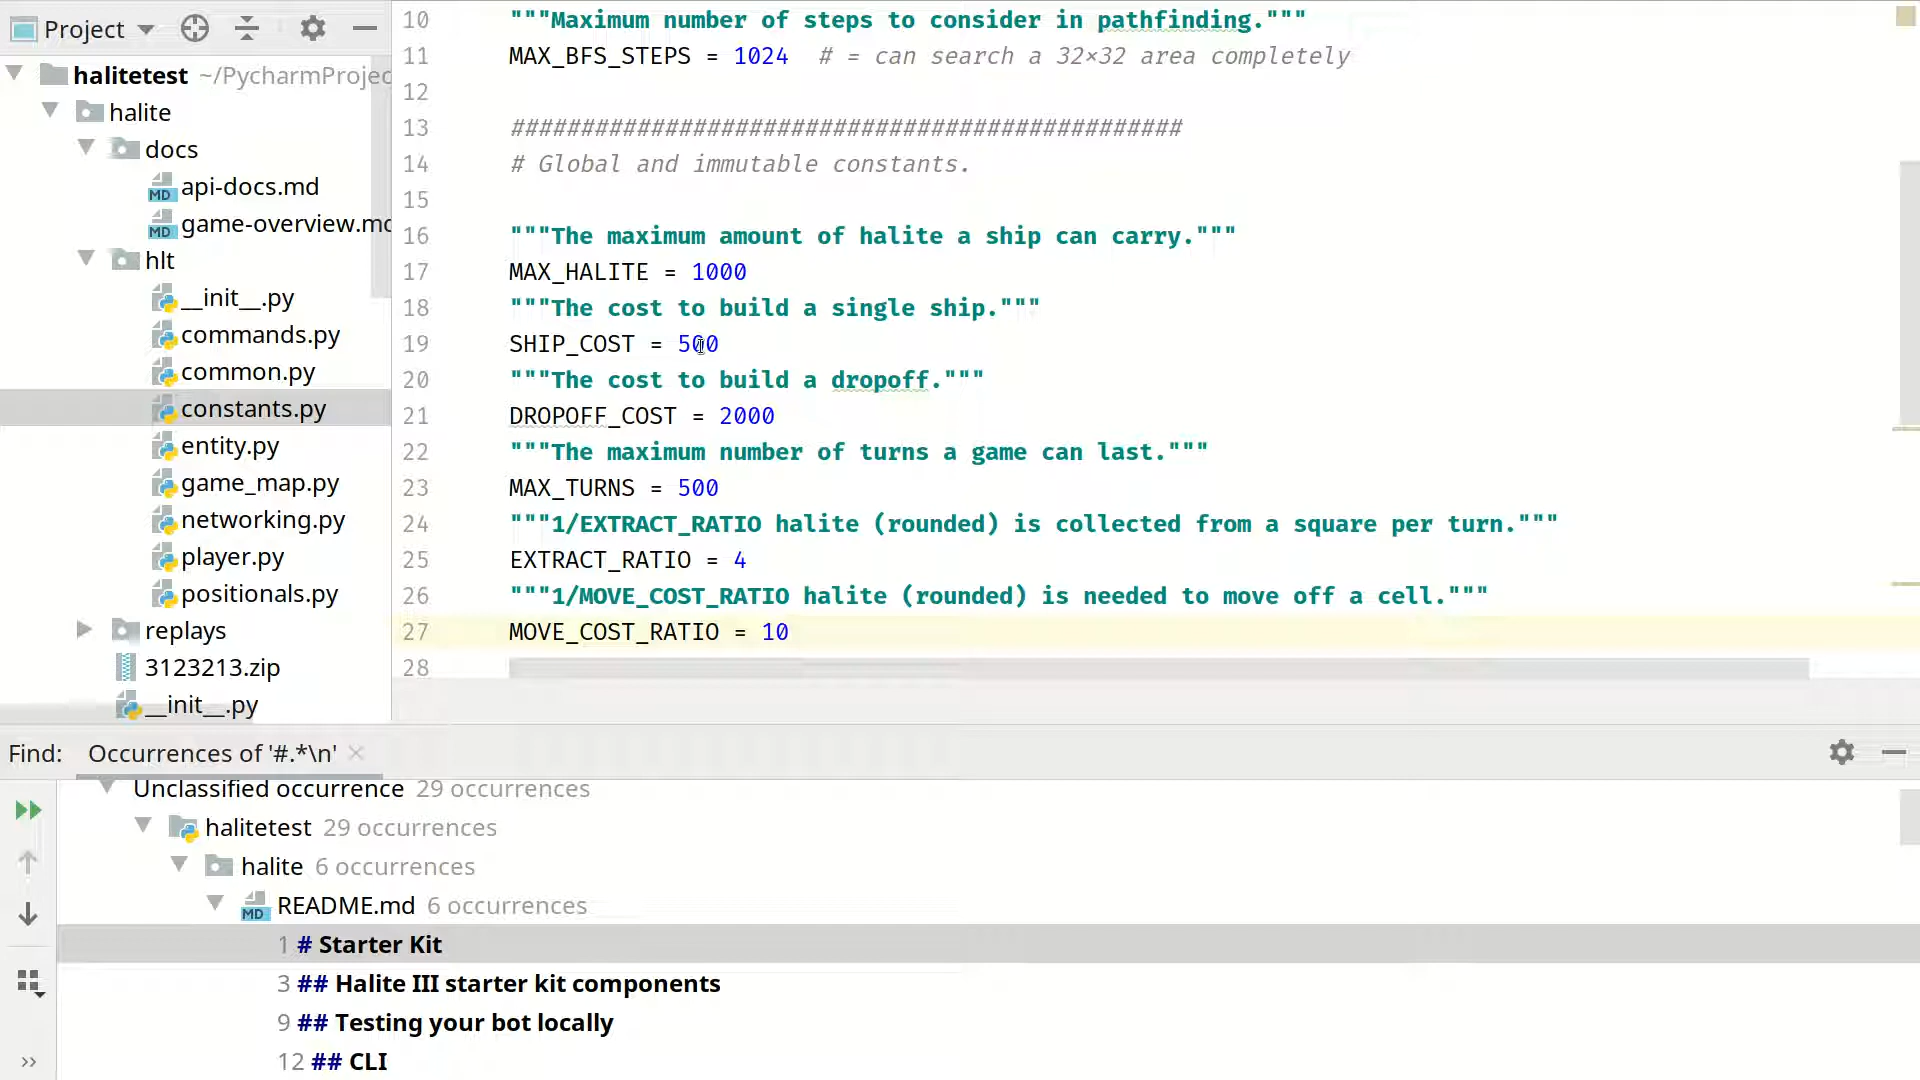 Project
halitetest ~/PycharmProjec
halite
docs
MD api-docs.md
MD game-overview.md
hlt
__init__.py
commands.py
common.py
constants.py
entity.py
game_map.py
networking.py
player.py
positionals.py
replays
3123213.zip
__init__.py
10 """Maximum number of steps to consider in pathfinding."""
11 MAX_BFS_STEPS = 1024  # = can search a 32×32 area completely
12
13 ################################################
14 # Global and immutable constants.
15
16 """The maximum amount of halite a ship can carry."""
17 MAX_HALITE = 1000
18 """The cost to build a single ship."""
19 SHIP_COST = 500
20 """The cost to build a dropoff."""
21 DROPOFF_COST = 2000
22 """The maximum number of turns a game can last."""
23 MAX_TURNS = 500
24 """1/EXTRACT_RATIO halite (rounded) is collected from a square per turn."""
25 EXTRACT_RATIO = 4
26 """1/MOVE_COST_RATIO halite (rounded) is needed to move off a cell."""
27 MOVE_COST_RATIO = 10
28
Find: Occurrences of '#.*\n'
Unclassified occurrence 29 occurrences
halitetest 29 occurrences
halite 6 occurrences
MD README.md 6 occurrences
1 # Starter Kit
3 ## Halite III starter kit components
9 ## Testing your bot locally
12 ## CLI